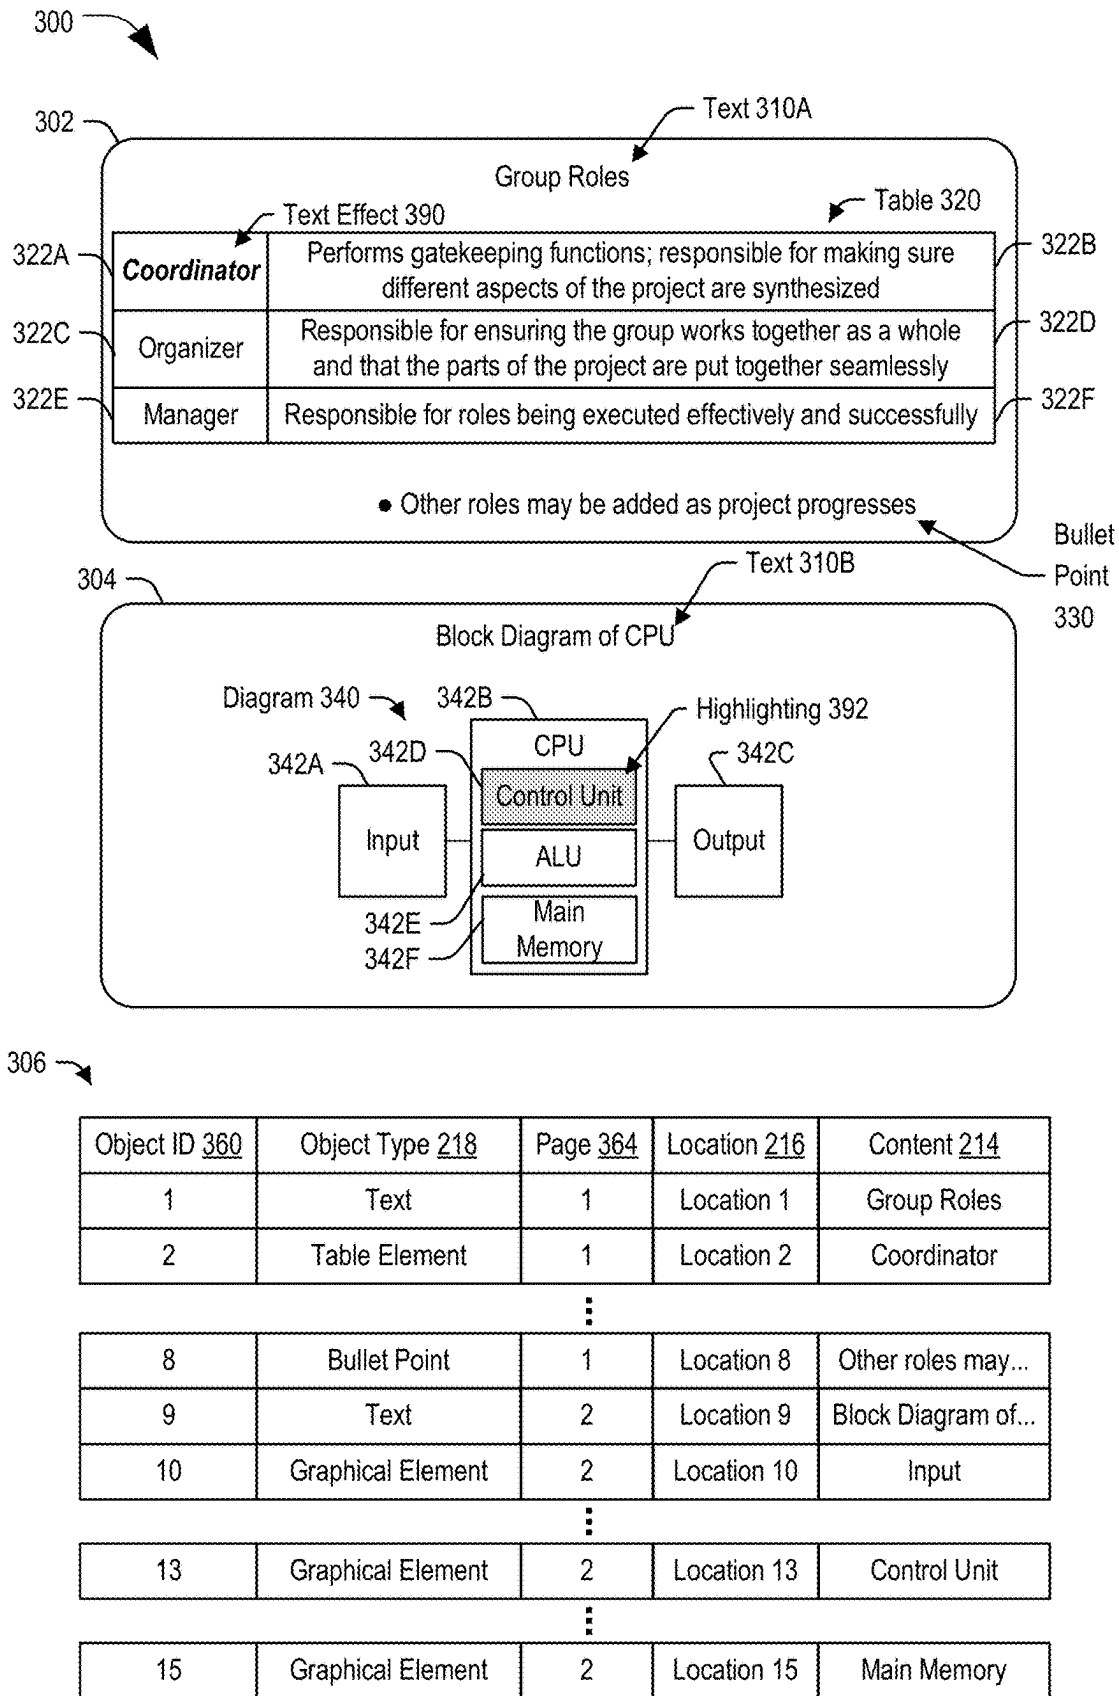 300
302
Text 310A
Group Roles
Text Effect 390
Table 320
322A
Coordinator
Performs gatekeeping functions; responsible for making sure
different aspects of the project are synthesized
322B
322C
Organizer
Responsible for ensuring the group works together as a whole
and that the parts of the project are put together seamlessly
322D
322E
Manager
Responsible for roles being executed effectively and successfully
322F
• Other roles may be added as project progresses
Bullet
Point
330
304
Text 310B
Block Diagram of CPU
Diagram 340
342B
Highlighting 392
342A
342D
CPU
342C
Control Unit
Input
ALU
Output
342E
Main
Memory
342F
306
Object ID 360 Object Type 218 Page 364 Location 216 Content 214
1 Text 1 Location 1 Group Roles
2 Table Element 1 Location 2 Coordinator
8 Bullet Point 1 Location 8 Other roles may...
9 Text 2 Location 9 Block Diagram of...
10 Graphical Element 2 Location 10 Input
13 Graphical Element 2 Location 13 Control Unit
15 Graphical Element 2 Location 15 Main Memory